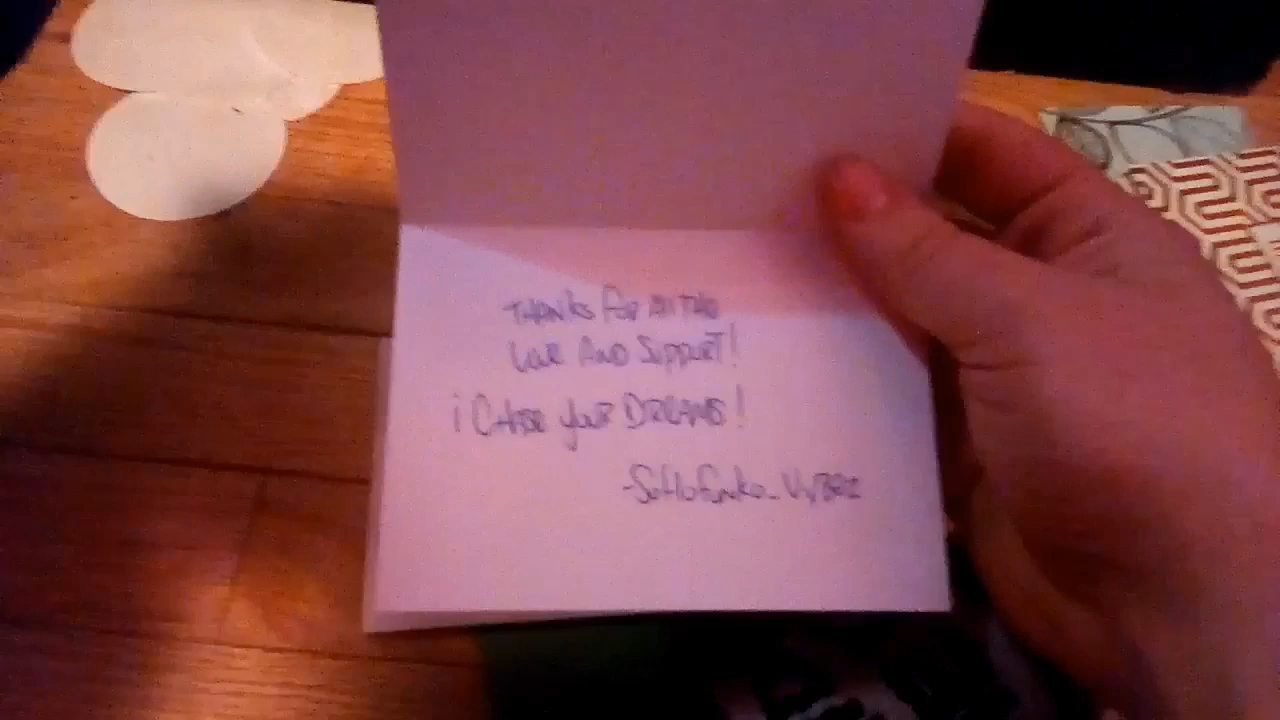 THANKS FOR All THE
LOVE AND SUPPORT!
i CHASE YOUR DREAMS!